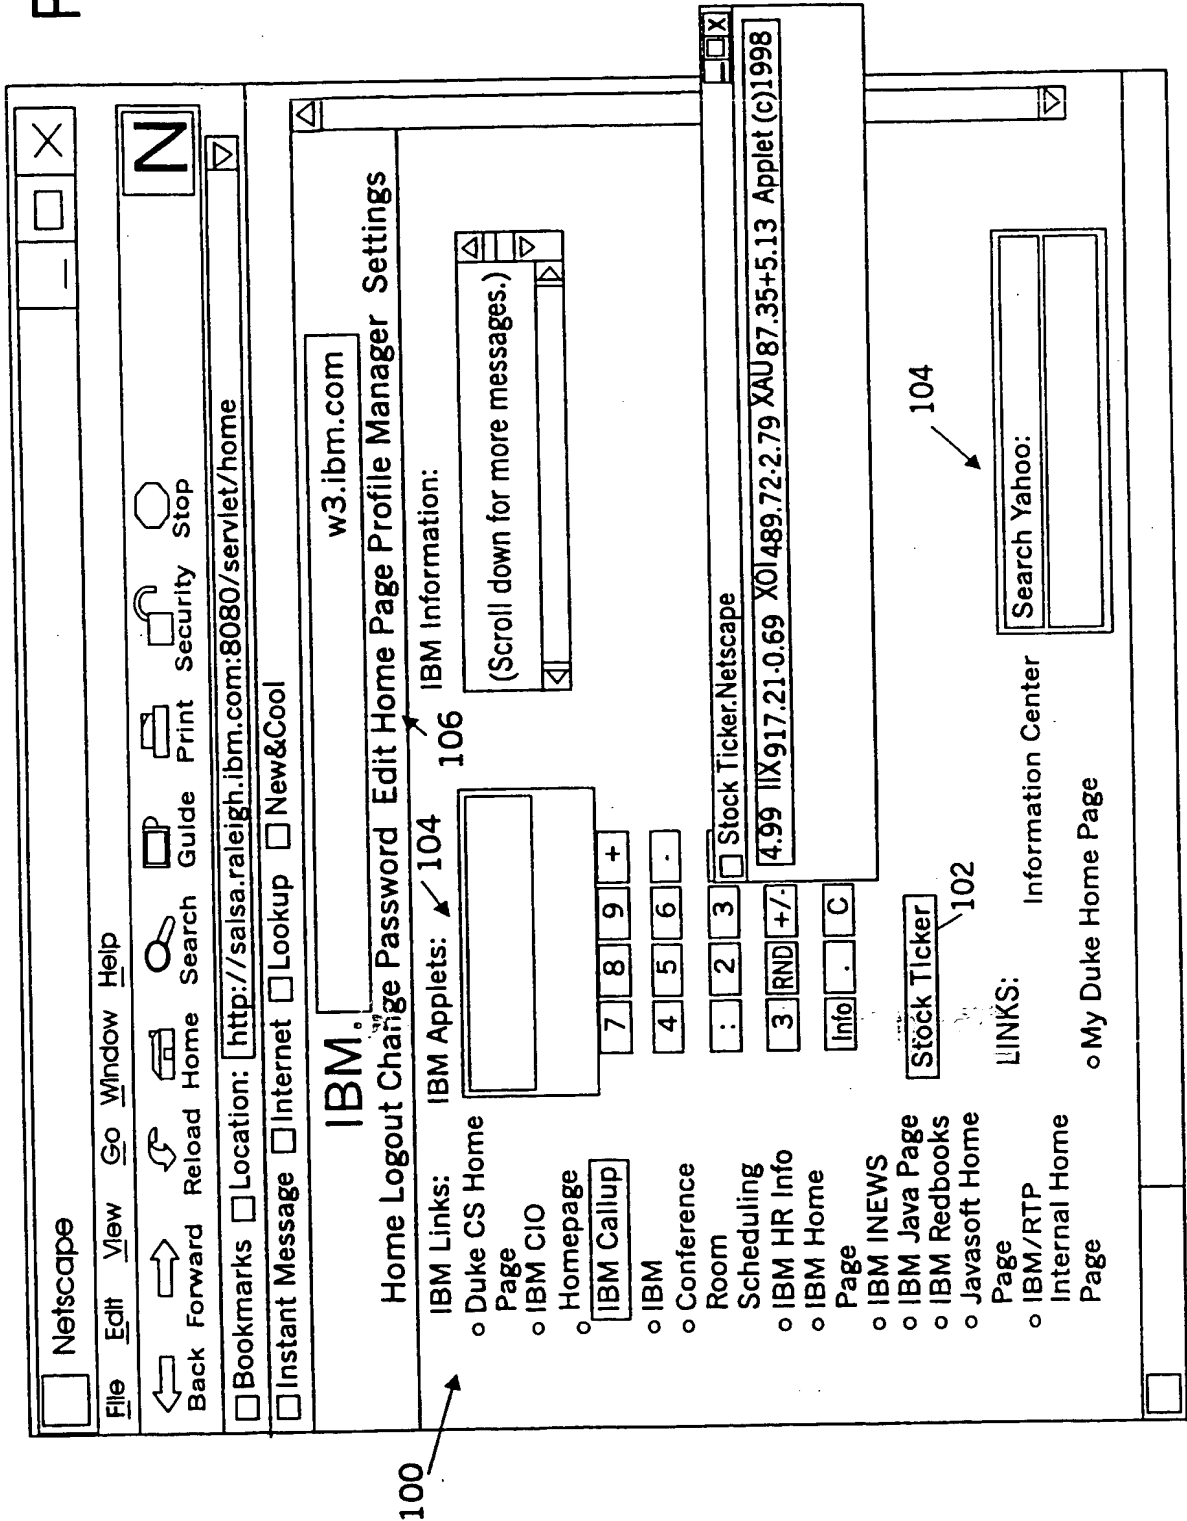 F
Netscape
File Edit View Go Window Help
Back Forward Reload Home Search Guide Print Security Stop
N
Bookmarks Location: http://salsa.raleigh.ibm.com:8080/servlet/home
Instant Message Internet Lookup New&Cool
IBM.
w3.ibm.com
Home Logout Change Password Edit Home Page Profile Manager Settings
100
IBM Links:
Duke CS Home
Page
IBM CIO
Homepage
IBM Callup
IBM
Conference
Room
Scheduling
IBM HR Info
IBM Home
Page
IBM INEWS
IBM Java Page
IBM Redbooks
Javasoft Home
Page
IBM/RTP
Internal Home
Page
IBM Applets:
104
106
7 8 9 +
4 5 6 -
: 2 3
3 RND +/-
Info . C
Stock Ticker
102
LINKS:
My Duke Home Page
IBM Information:
(Scroll down for more messages.)
Stock Ticker.Netscape
X
4.99 IIX917.21-0.69 XOI489.72-2.79 XAU87.35+5.13 Applet (c)1998
104
Information Center
Search Yahoo: